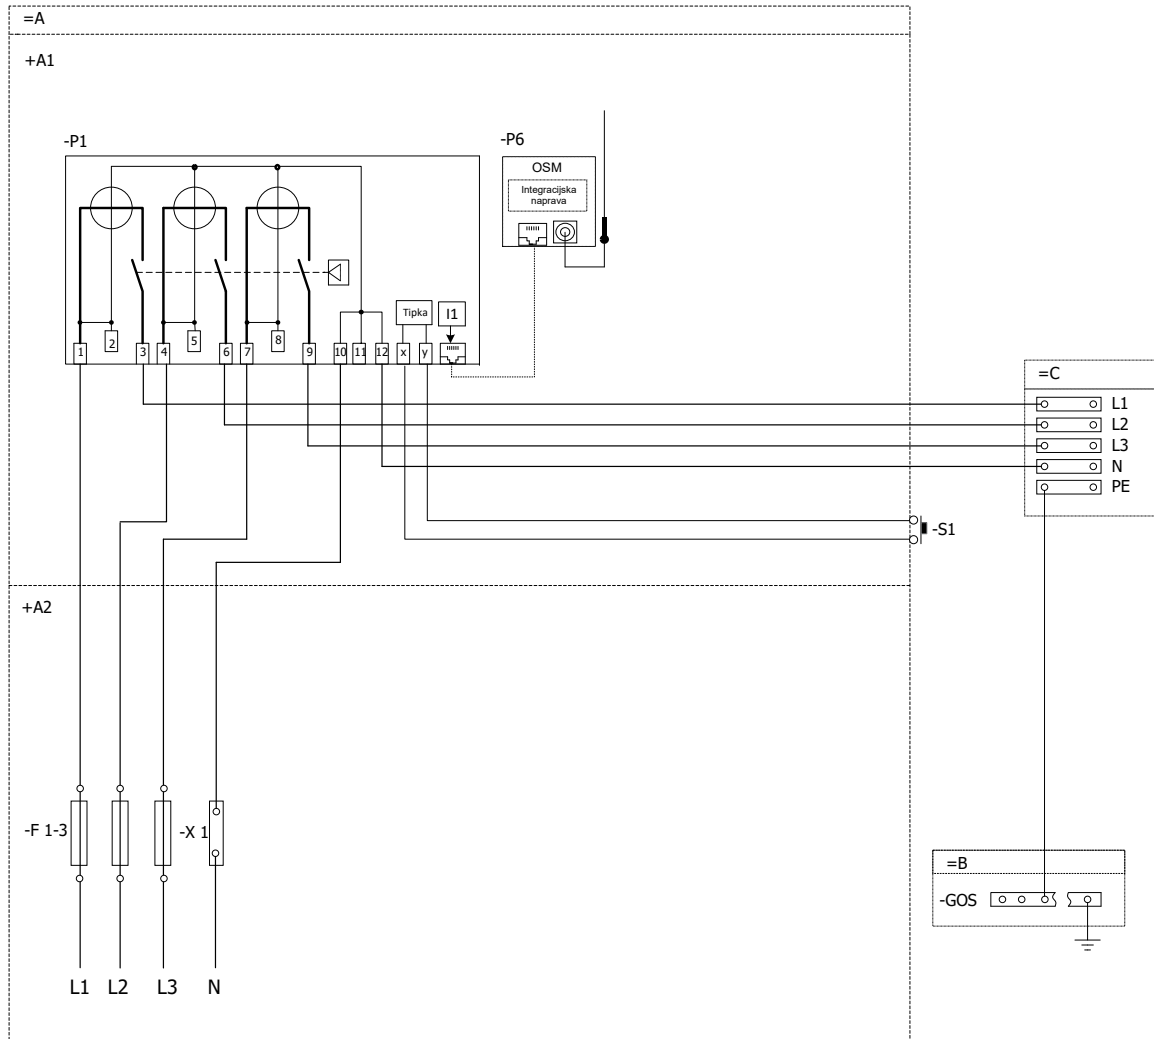 =A
+A1
-P1
-P6
OSM
Integracijska
naprava
Tipka
I1
2
5
8
1
3
4
6
7
9
10
11
12
x
y
=C
L1
L2
L3
N
PE
-S1
+A2
-F 1-3
-X 1
=B
-GOS
L1
L2
L3
N